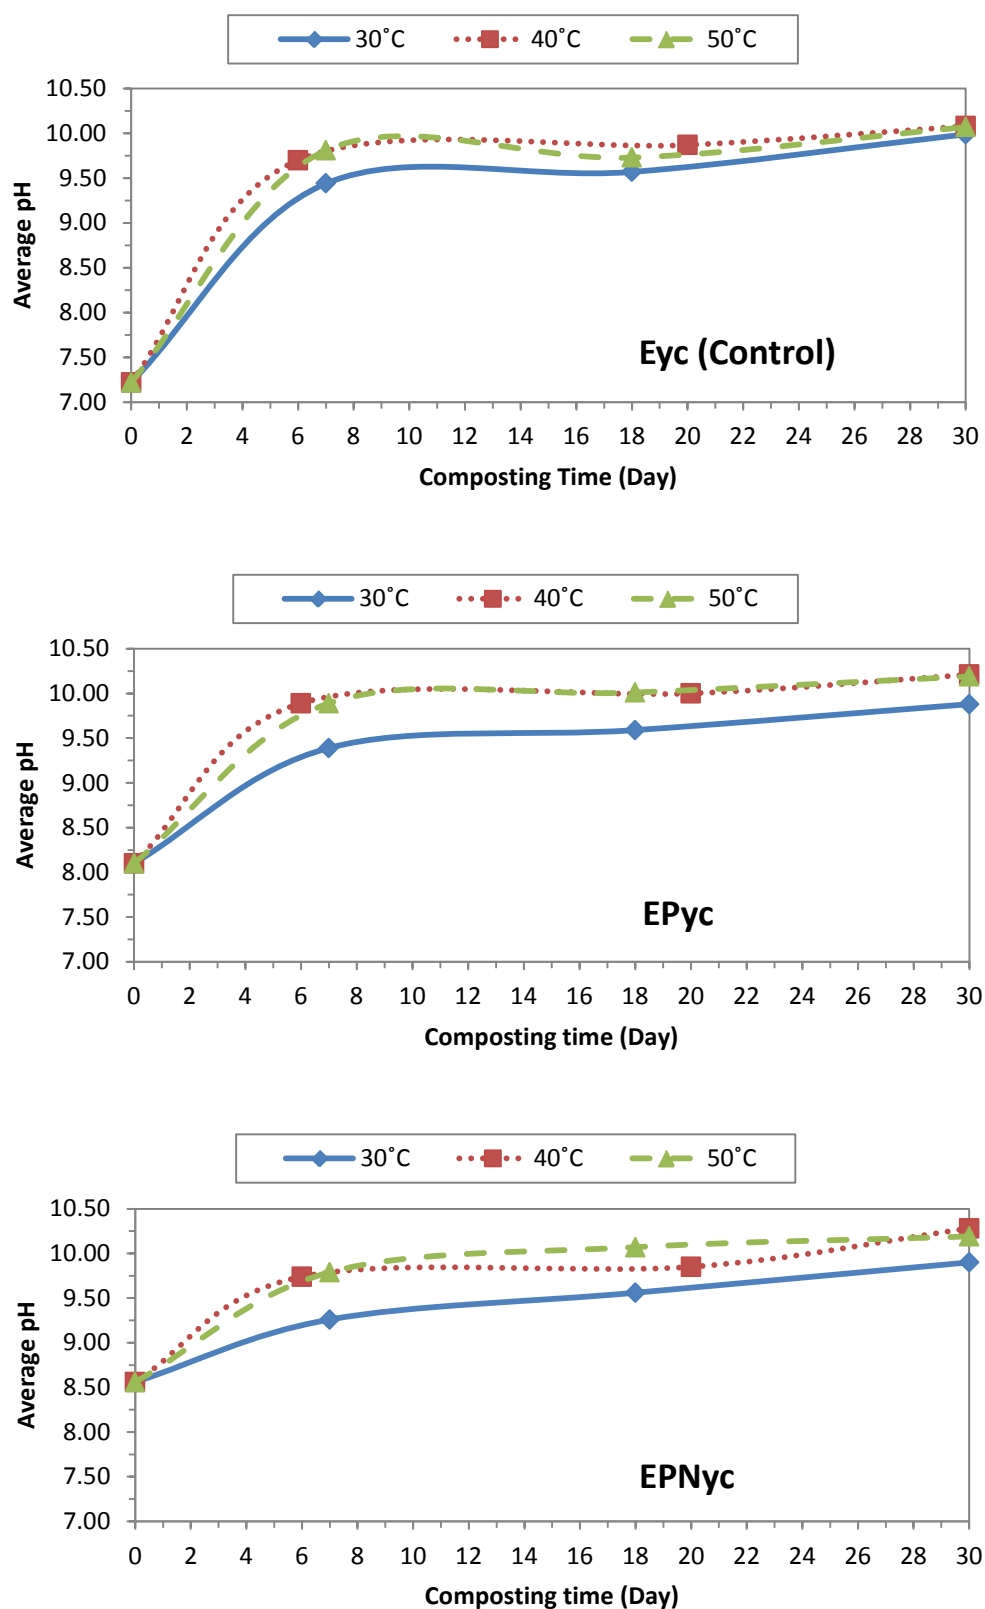 30˚C 40˚C 50˚C
10.50
10.00
9.50
9.00
8.50
8.00
7.50
7.00
Average pH
Eyc (Control)
0 2 4 6 8 10 12 14 16 18 20 22 24 26 28 30
Composting Time (Day)
30˚C 40˚C 50˚C
10.50
10.00
9.50
9.00
8.50
8.00
7.50
7.00
Average pH
EPyc
0 2 4 6 8 10 12 14 16 18 20 22 24 26 28 30
Composting time (Day)
30˚C 40˚C 50˚C
10.50
10.00
9.50
9.00
8.50
8.00
7.50
7.00
Average pH
EPNyc
0 2 4 6 8 10 12 14 16 18 20 22 24 26 28 30
Composting time (Day)